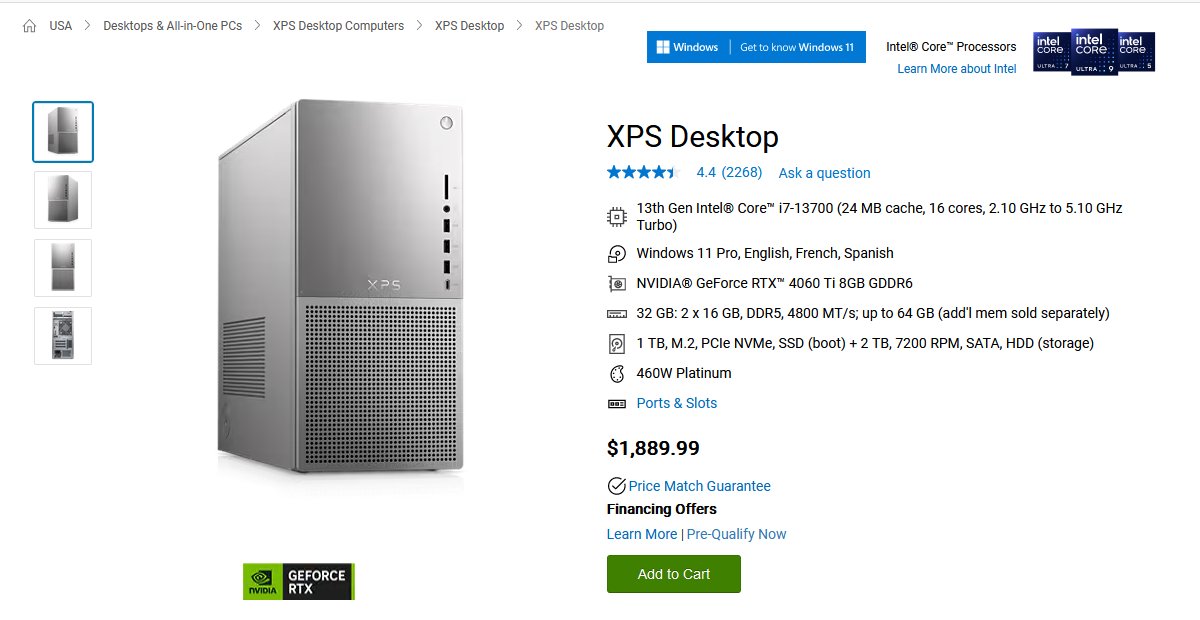 USA > Desktops & All-in-One PCs > XPS Desktop Computers > XPS Desktop > XPS Desktop
Windows | Get to know Windows 11
Intel® Core™ Processors
Learn More about Intel
intel CORE ULTRA 7
intel CORE ULTRA 9
intel CORE ULTRA 5
XPS
NVIDIA
GEFORCE
RTX
XPS Desktop
4.4 (2268) Ask a question
13th Gen Intel® Core™ i7-13700 (24 MB cache, 16 cores, 2.10 GHz to 5.10 GHz
Turbo)
Windows 11 Pro, English, French, Spanish
NVIDIA® GeForce RTX™ 4060 Ti 8GB GDDR6
32 GB: 2 x 16 GB, DDR5, 4800 MT/s; up to 64 GB (add'l mem sold separately)
1 TB, M.2, PCIe NVMe, SSD (boot) + 2 TB, 7200 RPM, SATA, HDD (storage)
460W Platinum
Ports & Slots
$1,889.99
Price Match Guarantee
Financing Offers
Learn More | Pre-Qualify Now
Add to Cart